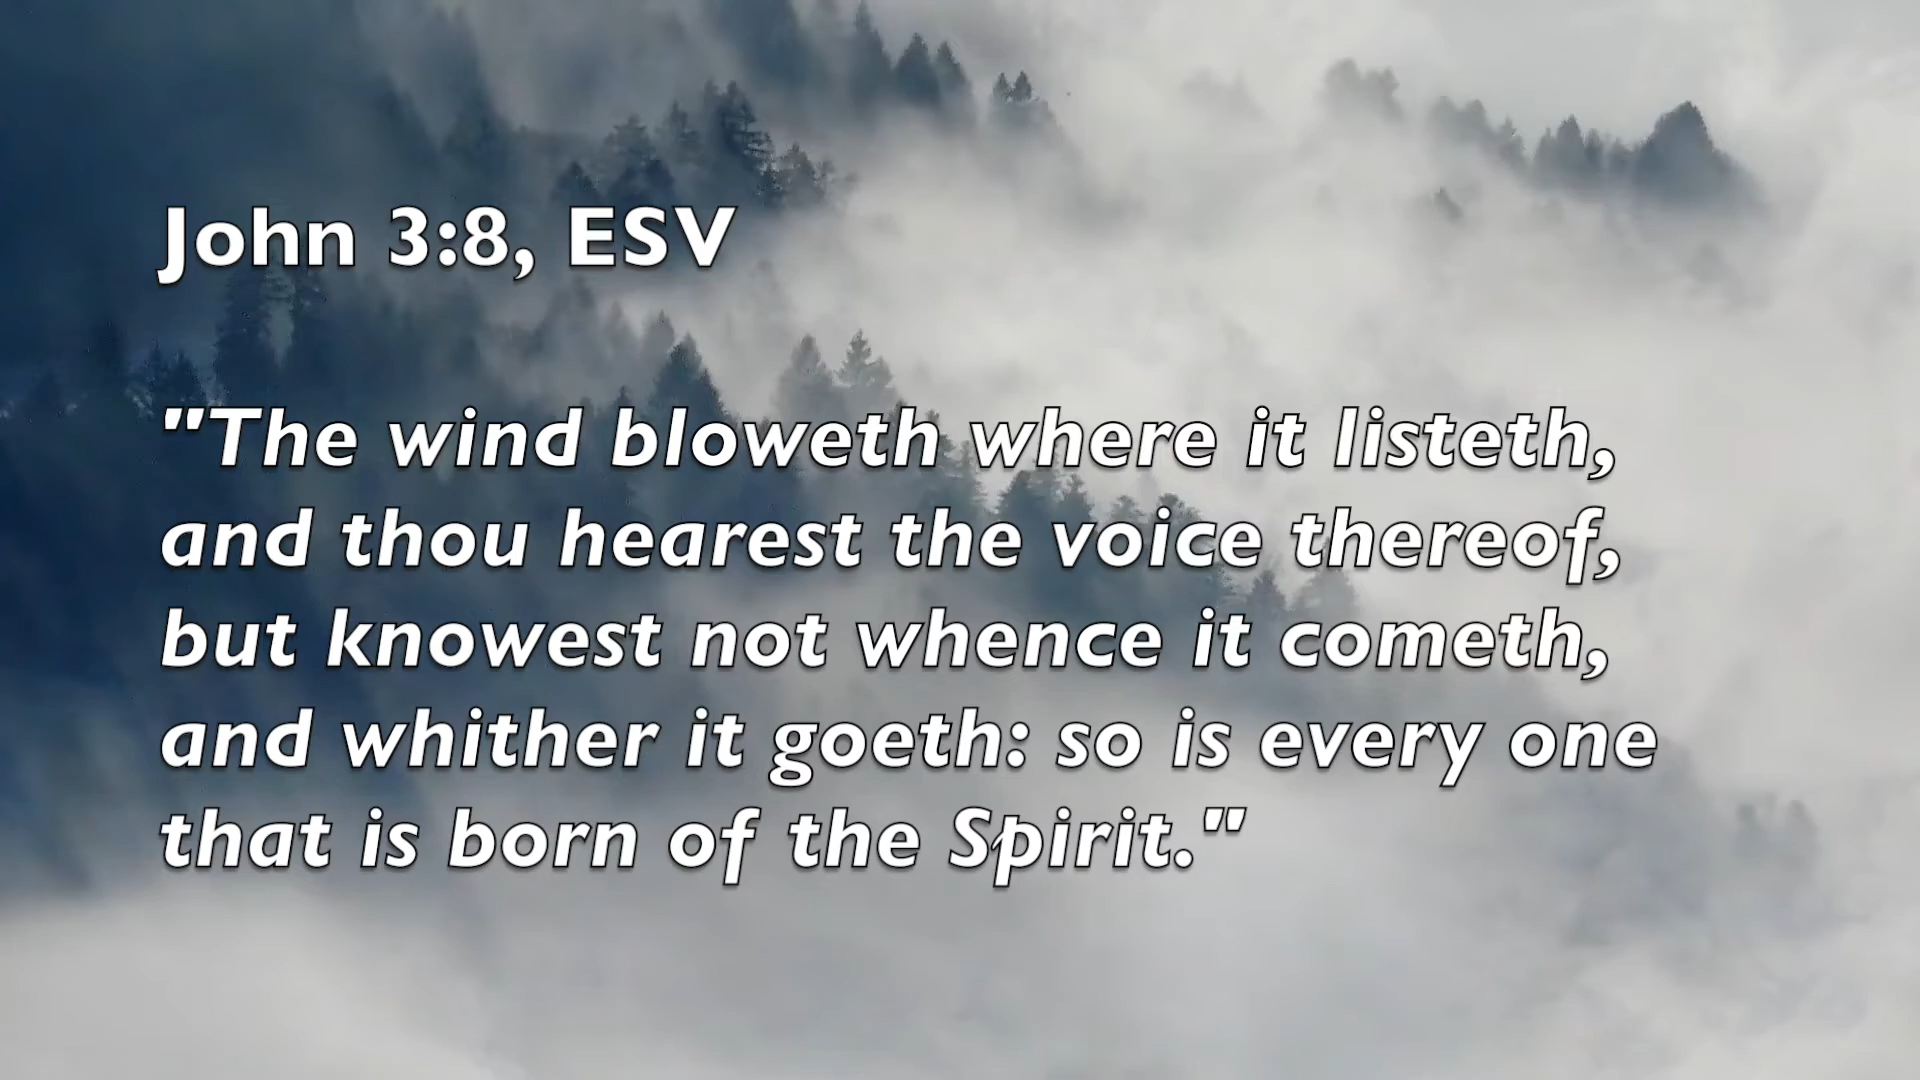 John 3:8, ESV
"The wind bloweth where it listeth,
and thou hearest the voice thereof,
but knowest not whence it cometh,
and whither it goeth: so is every one
that is born of the Spirit."